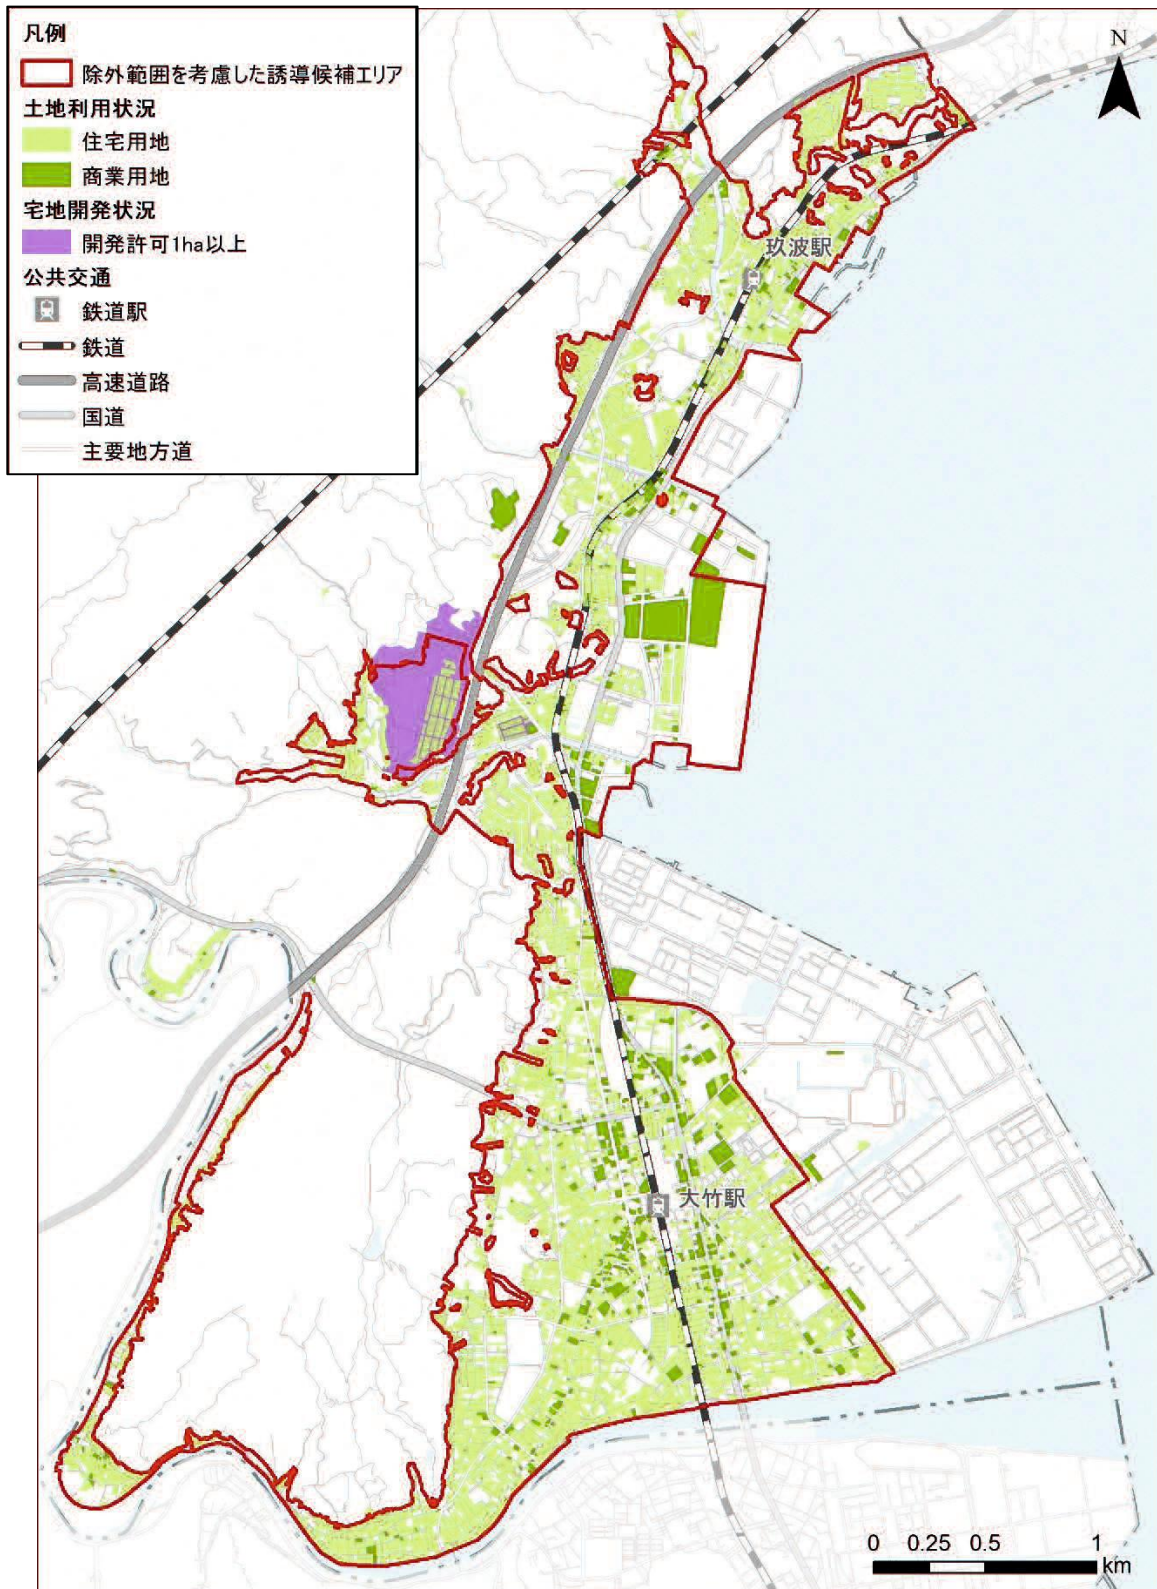 凡例
除外範囲を考慮した誘導候補エリア
土地利用状況
住宅用地
商業用地
宅地開発状況
開発許可1ha以上
公共交通
鉄道駅
鉄道
高速道路
国道
主要地方道
N
玖波駅
大竹駅
0 0.25 0.5 1
km